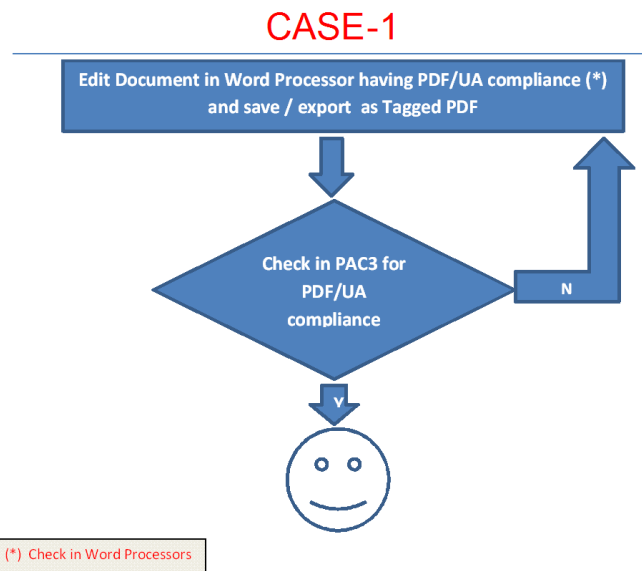 CASE-1
Edit Document in Word Processor having PDF/UA compliance (*)
and save / export as Tagged PDF
Check in PAC3 for
PDF/UA
compliance
N
Y
(*) Check in Word Processors